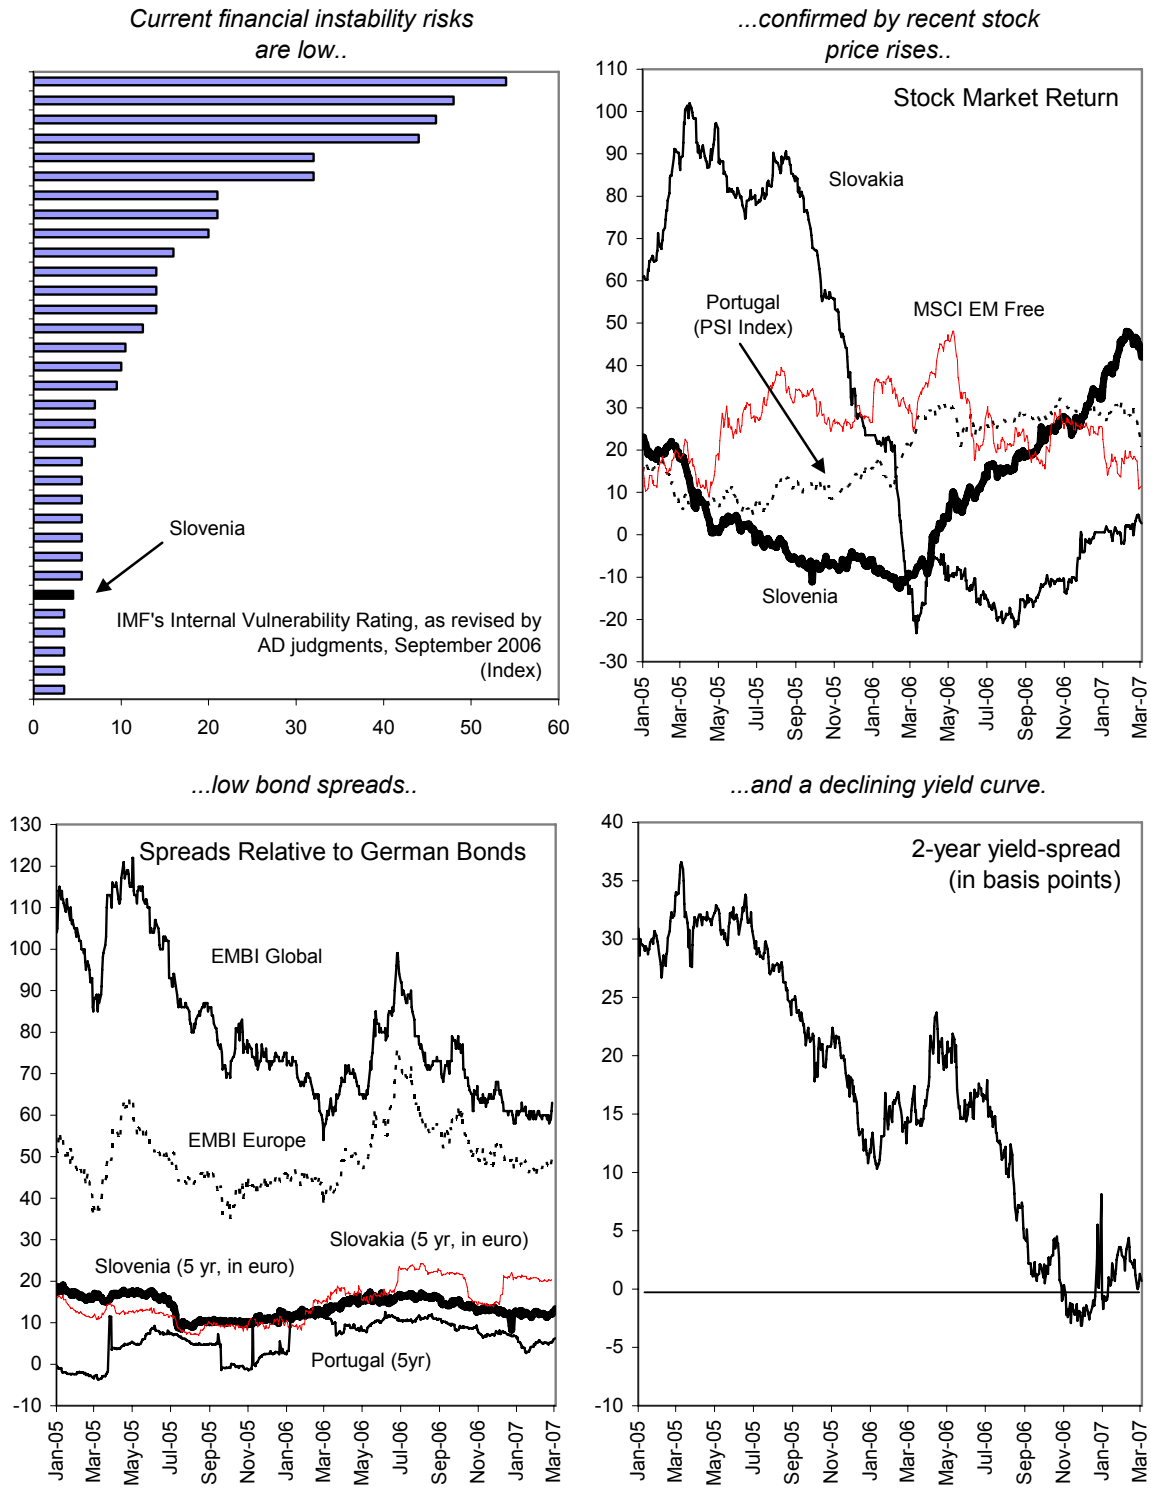 Current financial instability risks
are low..
Slovenia
IMF's Internal Vulnerability Rating, as revised by
AD judgments, September 2006
(Index)
0 10 20 30 40 50 60
...confirmed by recent stock
price rises..
110
100
90
80
70
60
50
40
30
20
10
0
-10
-20
-30
Stock Market Return
Slovakia
Portugal
(PSI Index)
MSCI EM Free
Slovenia
Jan-05 Mar-05 May-05 Jul-05 Sep-05 Nov-05 Jan-06 Mar-06 May-06 Jul-06 Sep-06 Nov-06 Jan-07 Mar-07
...low bond spreads..
130
120
110
100
90
80
70
60
50
40
30
20
10
0
-10
Spreads Relative to German Bonds
EMBI Global
EMBI Europe
Slovakia (5 yr, in euro)
Slovenia (5 yr, in euro)
Portugal (5yr)
Jan-05 Mar-05 May-05 Jul-05 Sep-05 Nov-05 Jan-06 Mar-06 May-06 Jul-06 Sep-06 Nov-06 Jan-07 Mar-07
...and a declining yield curve.
40
35
30
25
20
15
10
5
0
-5
-10
2-year yield-spread
(in basis points)
Jan-05 Mar-05 May-05 Jul-05 Sep-05 Nov-05 Jan-06 Mar-06 May-06 Jul-06 Sep-06 Nov-06 Jan-07 Mar-07